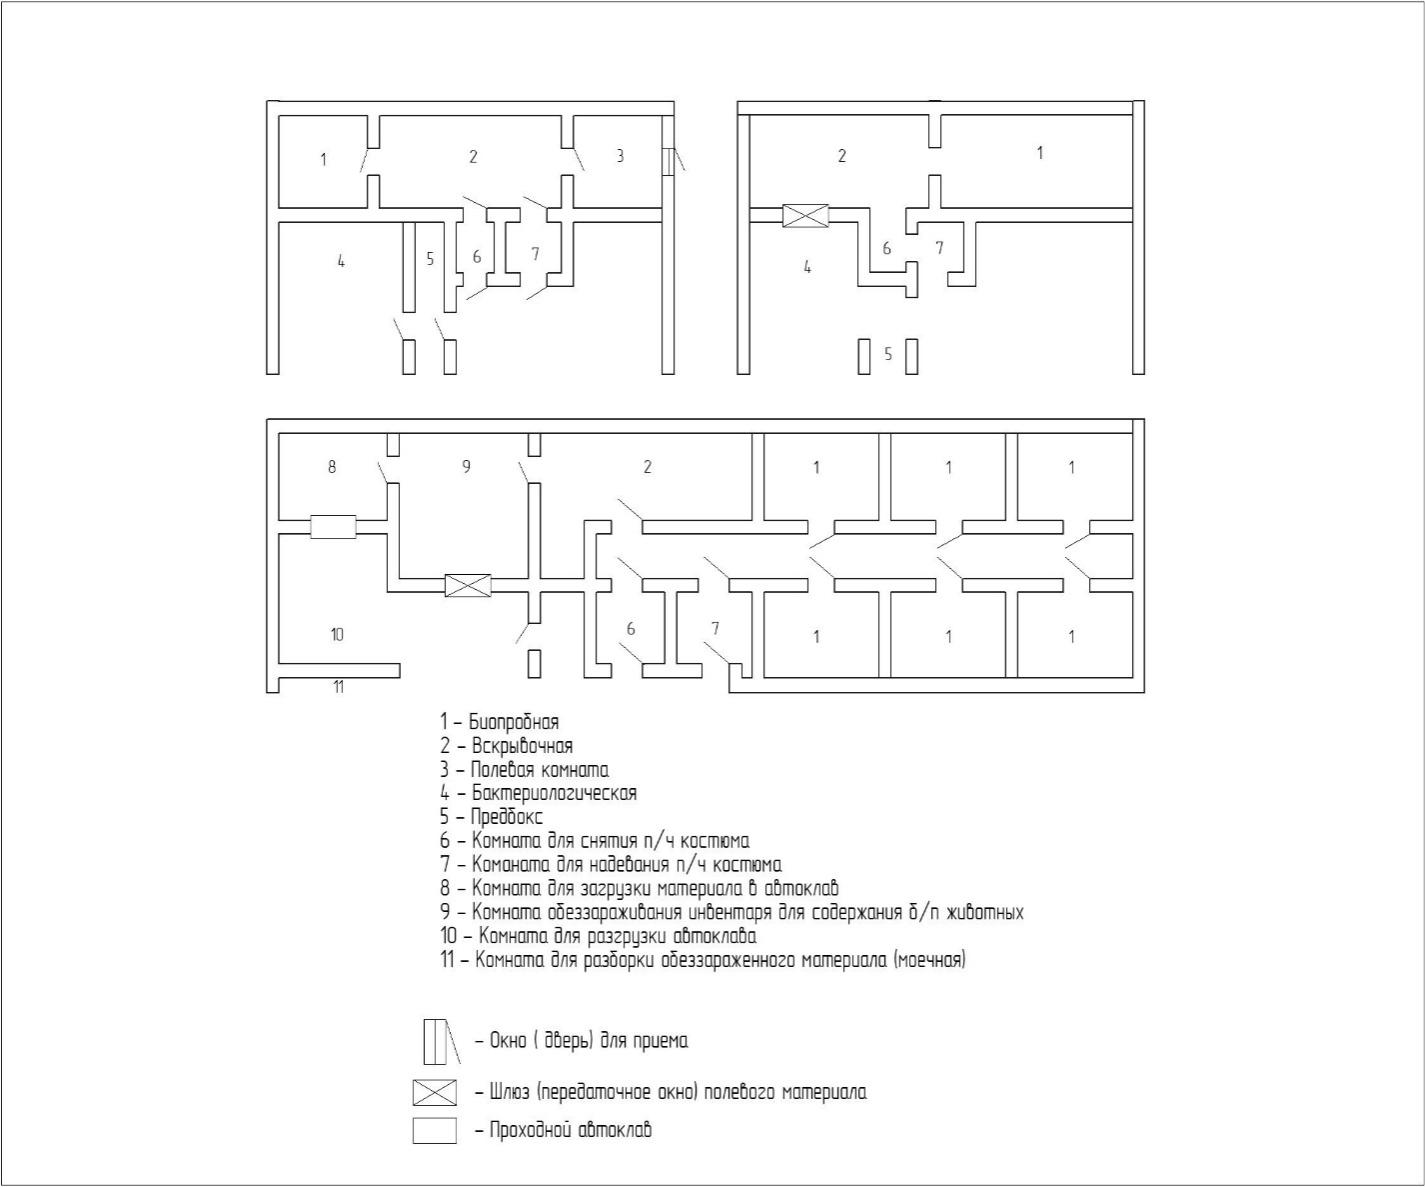 1
2
3
2
1
4
5
6
7
6
7
4
5
8
9
2
1
1
1
10
6
7
1
1
1
11
1 – Биопробная
2 – Вскрывочная
3 – Полевая комната
4 – Бактериологическая
5 – Предбокс
6 – Комната для снятия п/ч костюма
7 – Команата для надевания п/ч костюма
8 – Комната для загрузки материала в автоклав
9 – Комната обеззараживания инвентаря для содержания б/п животных
10 – Комната для разгрузки автоклава
11 – Комната для разборки обеззараженного материала (моечная)
– Окно ( дверь) для приема
– Шлюз (передаточное окно) полевого материала
– Проходной автоклав